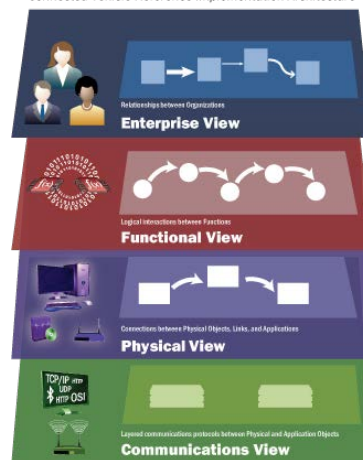 Connected Vehicle Reference Implementation Architecture
Relationships between Organizations
Enterprise View
Logical interactions between Functions
Functional View
Connections between Physical Objects, Links, and Applications
Physical View
TCP/IP HTTP
UDP
HTTP OSI
Layered communications protocols between Physical and Application Objects
Communications View